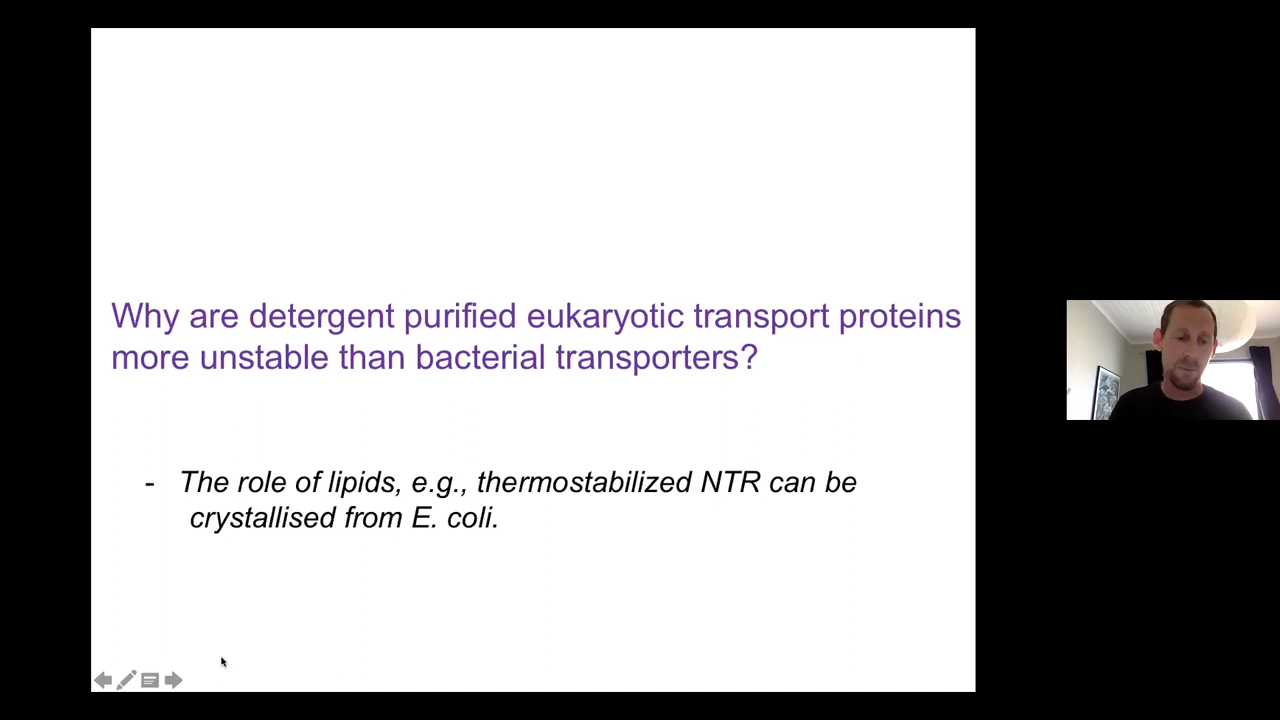 Why are detergent purified eukaryotic transport proteins
more unstable than bacterial transporters?
- The role of lipids, e.g., thermostabilized NTR can be
crystallised from E. coli.